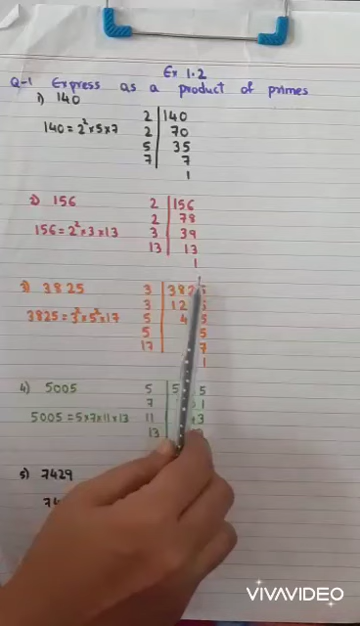 Ex 1.2
Q-1 Express as a product of primes
1) 140
2 | 140
140 = 2² × 5 × 7
2 | 70
5 | 35
7 | 7
1
2) 156
2 | 156
2 | 78
156 = 2² × 3 × 13
3 | 39
13 | 13
1
3) 3825
3
3825 = 3² × 5² × 17
3
5
5
17
1
4) 5005
5
7
5005 = 5 × 7 × 11 × 13
11
13
5) 7429
VIVAVIDEO